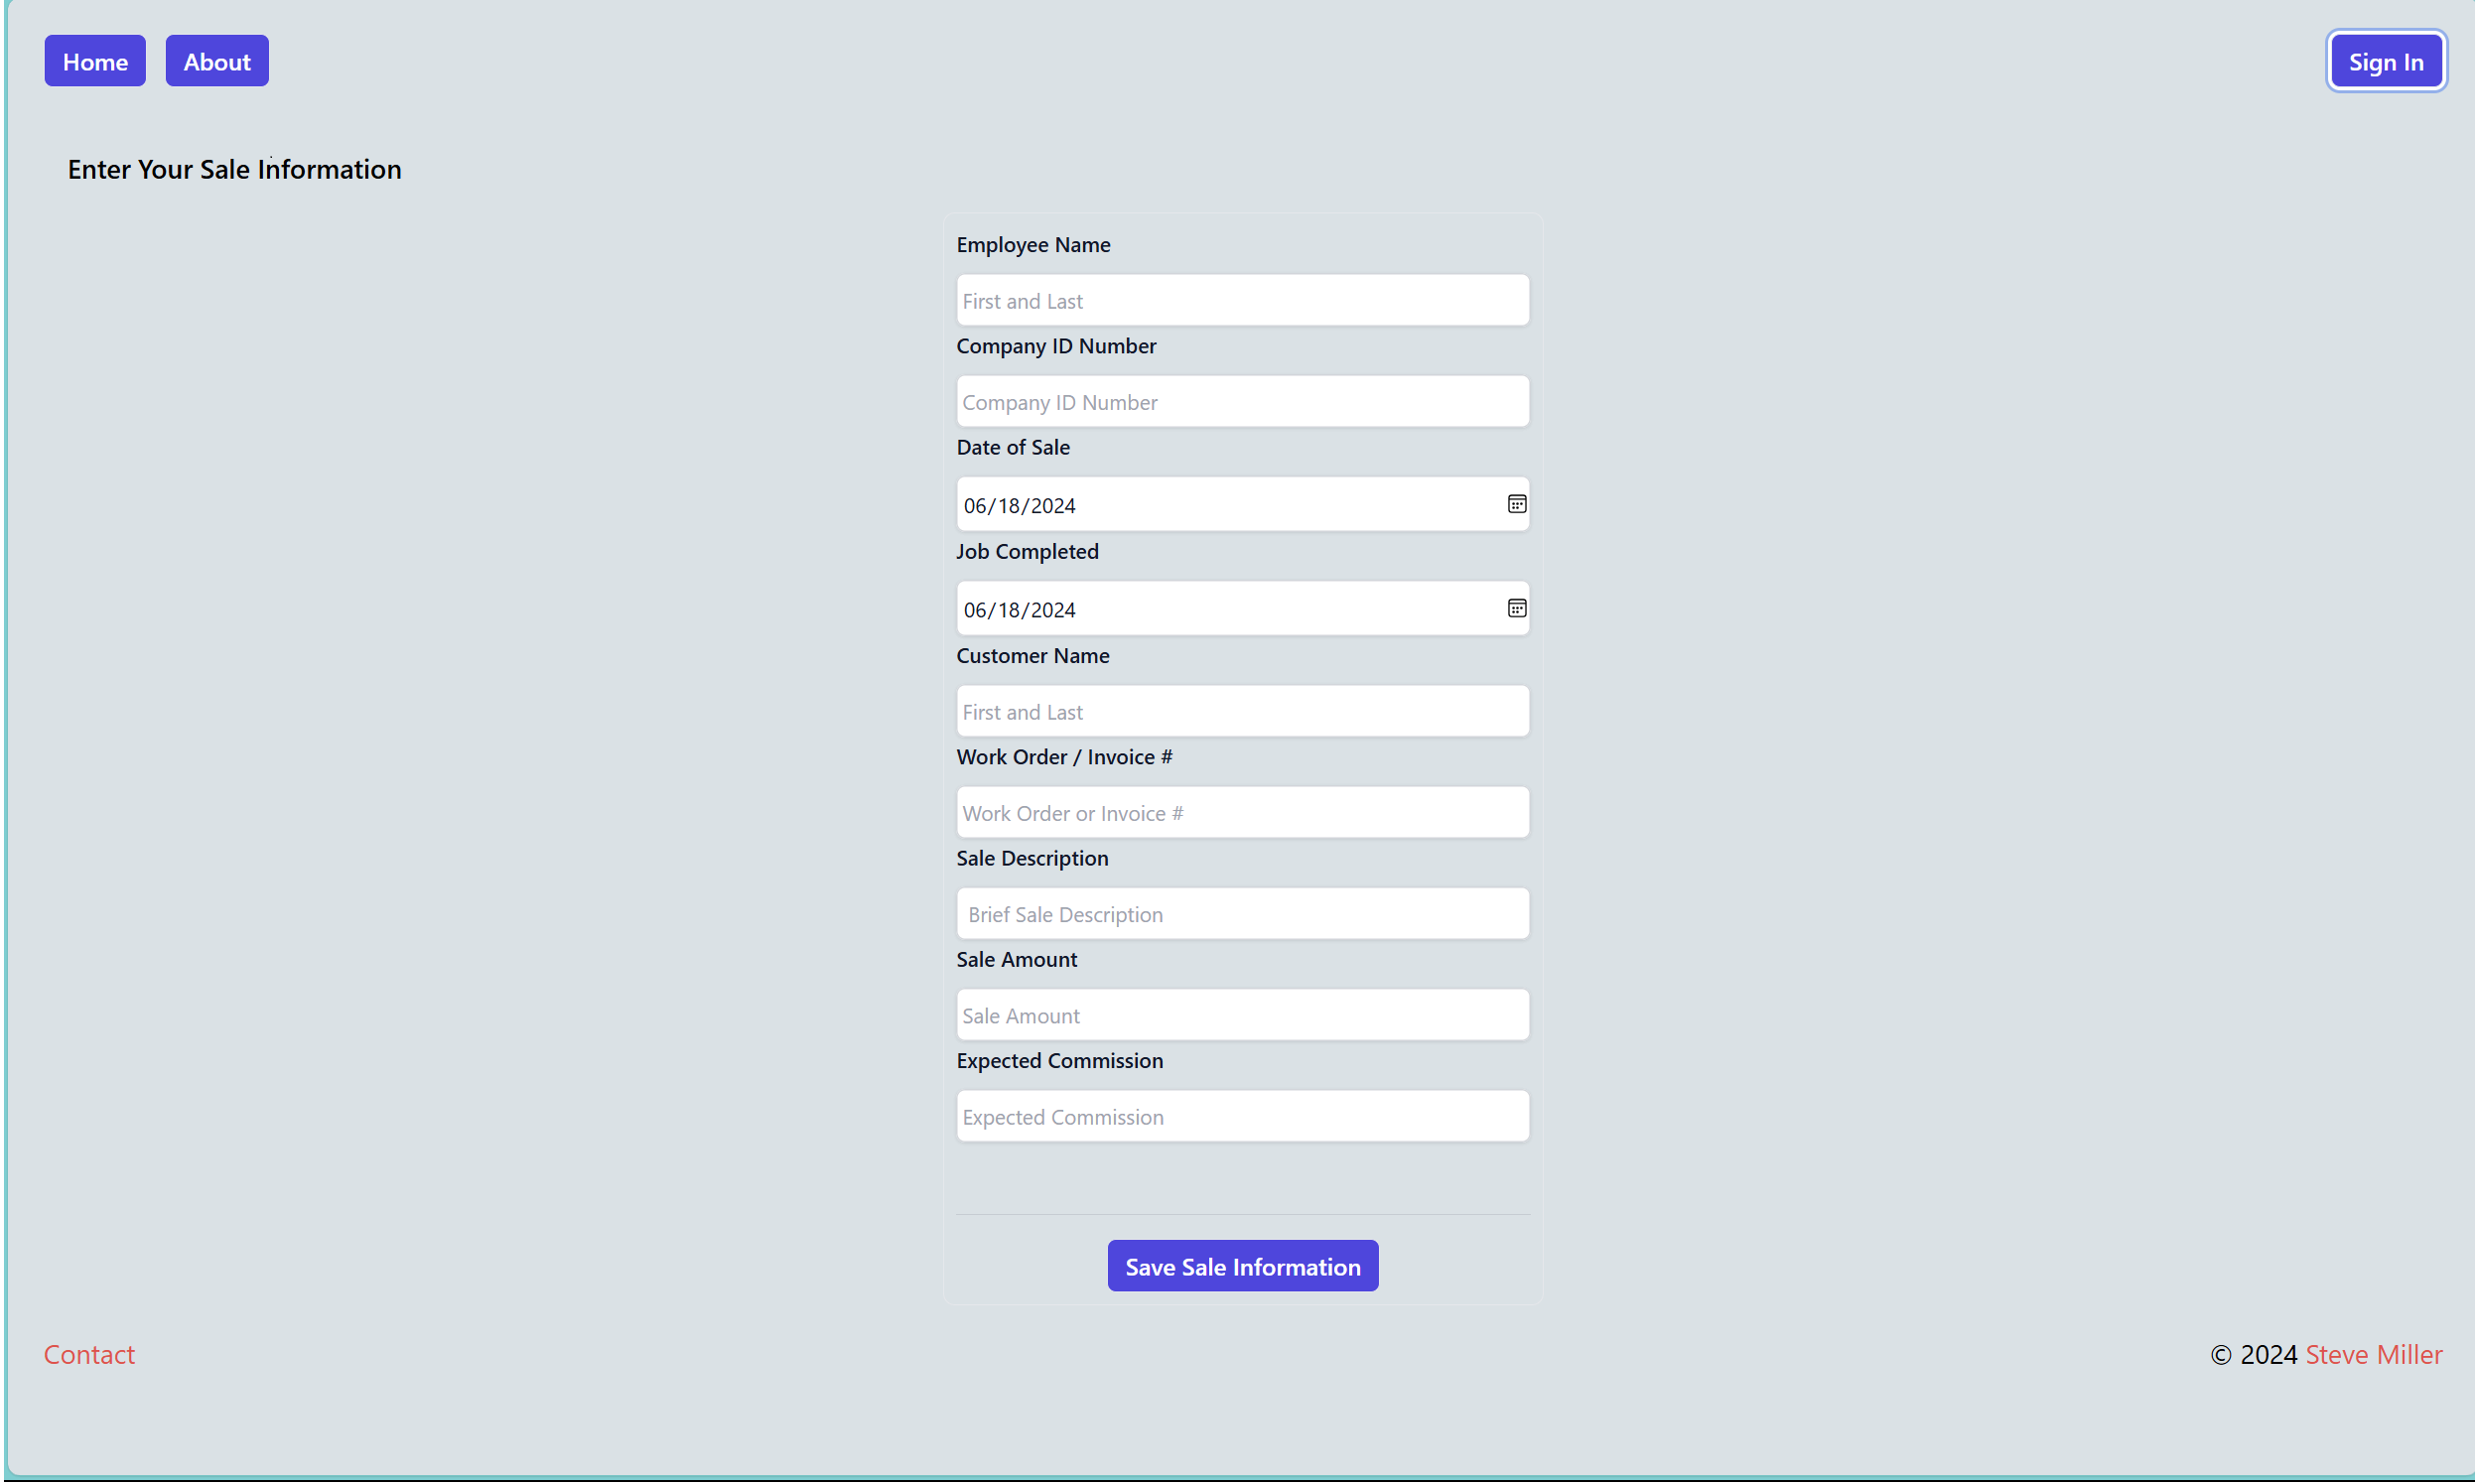 Home About Sign In
Enter Your Sale Information
Employee Name
First and Last
Company ID Number
Company ID Number
Date of Sale
06/18/2024
Job Completed
06/18/2024
Customer Name
First and Last
Work Order / Invoice #
Work Order or Invoice #
Sale Description
Brief Sale Description
Sale Amount
Sale Amount
Expected Commission
Expected Commission
Save Sale Information
Contact © 2024 Steve Miller